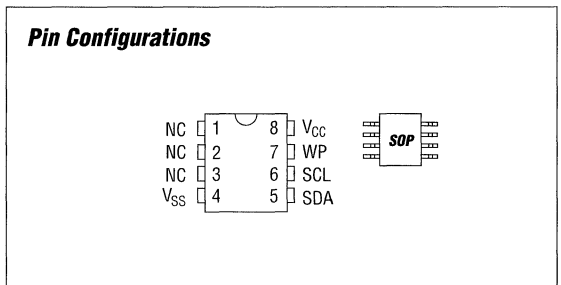 Pin Configurations
NC 1 8 VCC
NC 2 7 WP
NC 3 6 SCL
VSS 4 5 SDA
SOP